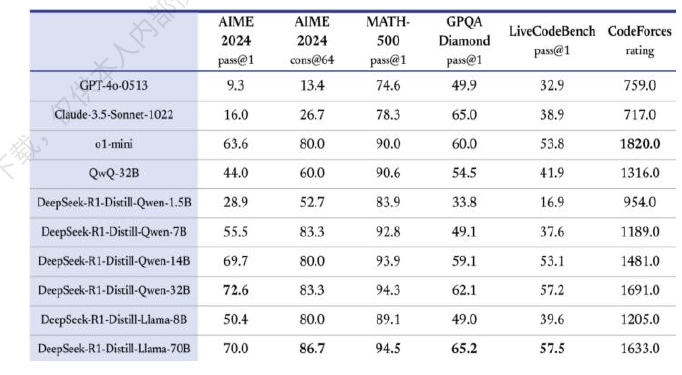 AIME 2024 pass@1 AIME 2024 cons@64 MATH-500 pass@1 GPQA Diamond pass@1 LiveCodeBench pass@1 CodeForces rating
GPT-4o-0513 9.3 13.4 74.6 49.9 32.9 759.0
Claude-3.5-Sonnet-1022 16.0 26.7 78.3 65.0 38.9 717.0
o1-mini 63.6 80.0 90.0 60.0 53.8 1820.0
QwQ-32B 44.0 60.0 90.6 54.5 41.9 1316.0
DeepSeek-R1-Distill-Qwen-1.5B 28.9 52.7 83.9 33.8 16.9 954.0
DeepSeek-R1-Distill-Qwen-7B 55.5 83.3 92.8 49.1 37.6 1189.0
DeepSeek-R1-Distill-Qwen-14B 69.7 80.0 93.9 59.1 53.1 1481.0
DeepSeek-R1-Distill-Qwen-32B 72.6 83.3 94.3 62.1 57.2 1691.0
DeepSeek-R1-Distill-Llama-8B 50.4 80.0 89.1 49.0 39.6 1205.0
DeepSeek-R1-Distill-Llama-70B 70.0 86.7 94.5 65.2 57.5 1633.0
下载，仅供本人内部